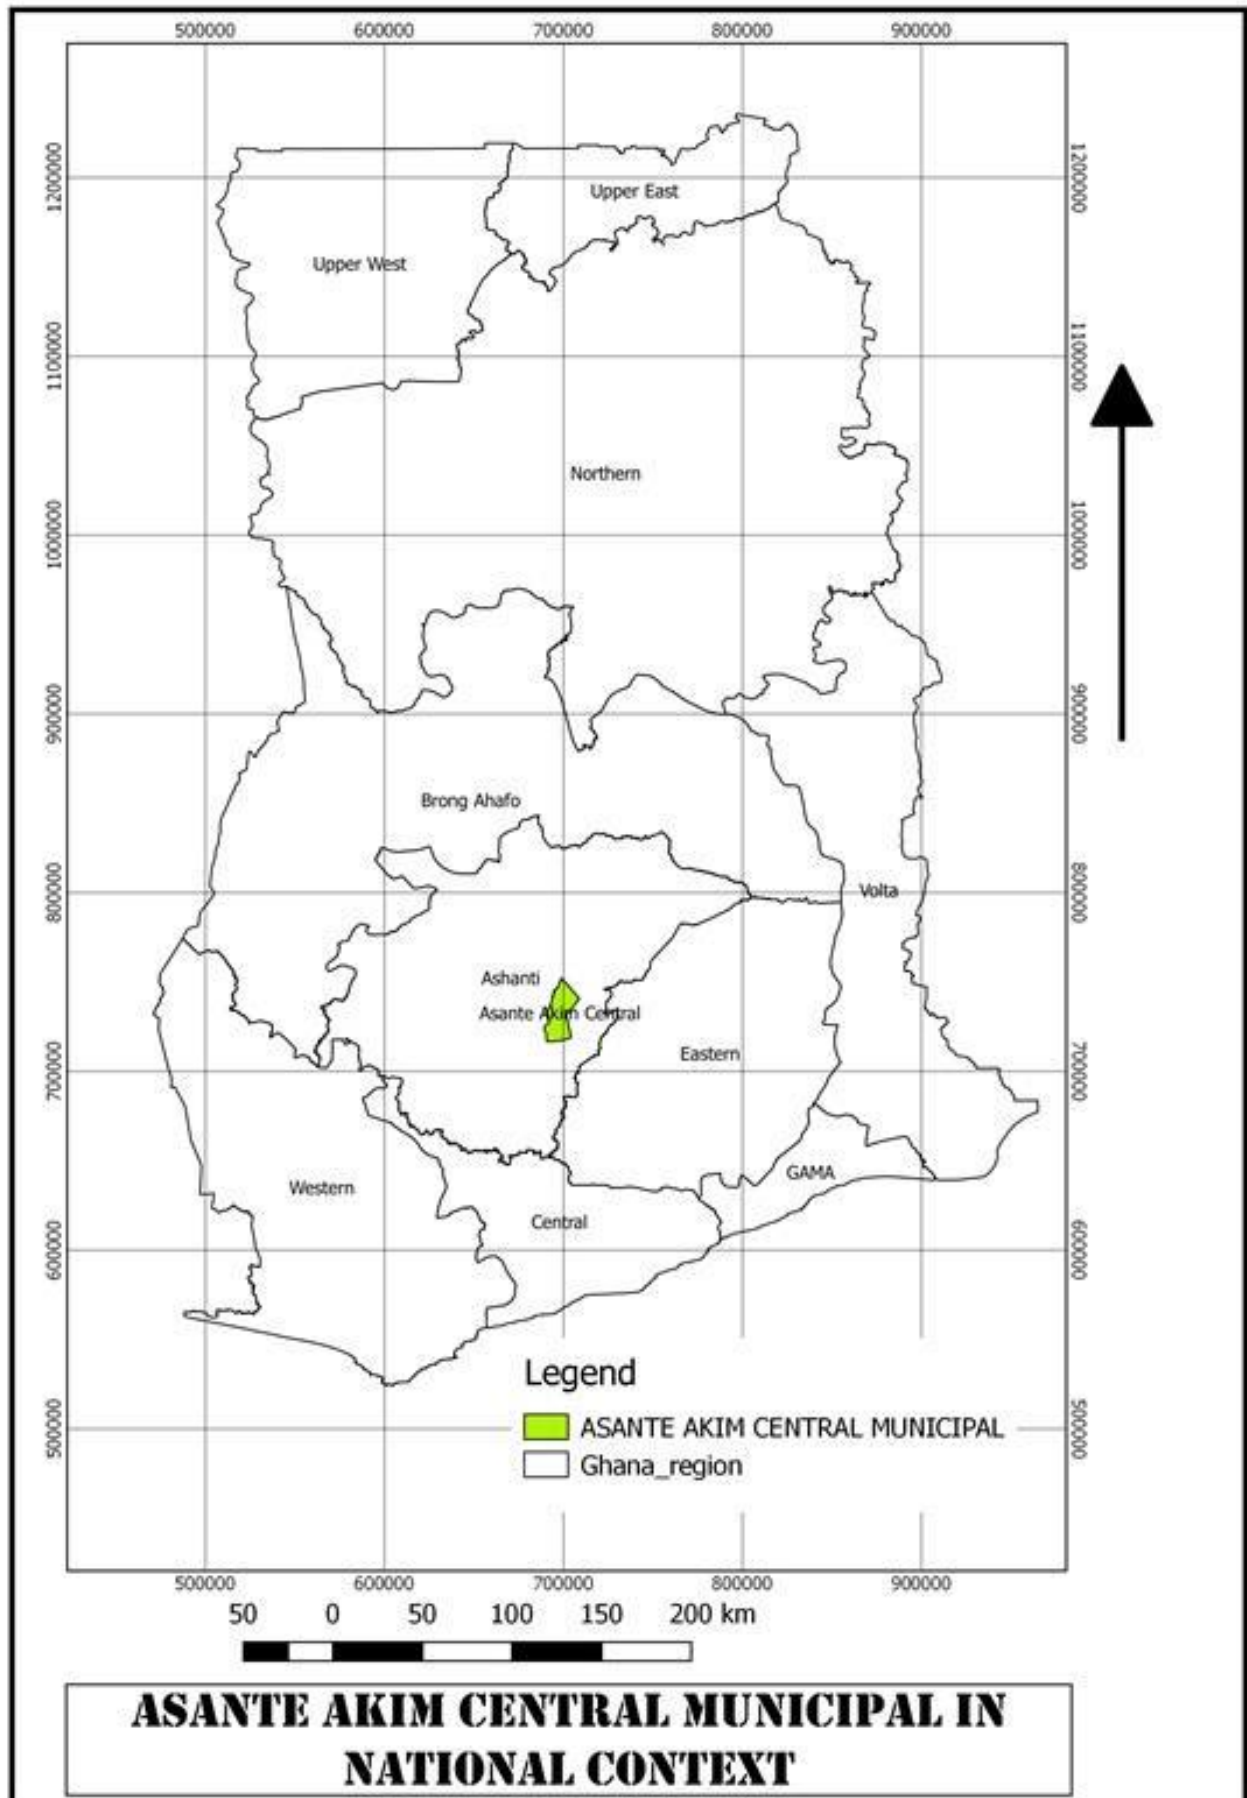 500000 600000 700000 800000 900000
1200000 1200000
Upper East
Upper West
1100000 1100000
Northern
1000000 1000000
900000 900000
Brong Ahafo
800000 Volta 800000
Ashanti
Asante Akim Central
Eastern
700000 700000
GAMA
Western
Central
600000 600000
Legend
ASANTE AKIM CENTRAL MUNICIPAL
500000 500000
Ghana_region
500000 600000 700000 800000 900000
50 0 50 100 150 200 km
ASANTE AKIM CENTRAL MUNICIPAL IN
NATIONAL CONTEXT